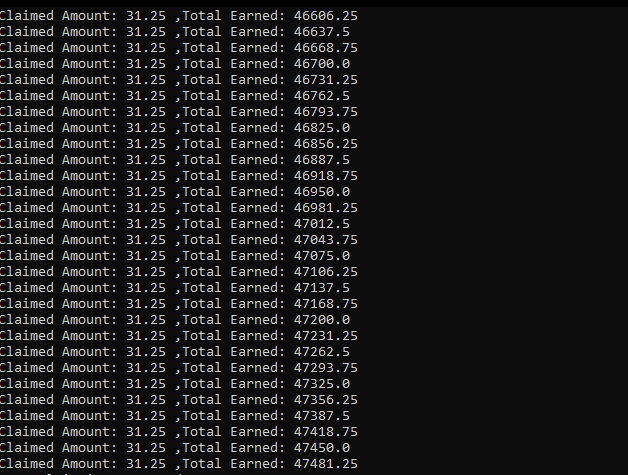 Claimed Amount: 31.25 ,Total Earned: 46606.25
Claimed Amount: 31.25 ,Total Earned: 46637.5
Claimed Amount: 31.25 ,Total Earned: 46668.75
Claimed Amount: 31.25 ,Total Earned: 46700.0
Claimed Amount: 31.25 ,Total Earned: 46731.25
Claimed Amount: 31.25 ,Total Earned: 46762.5
Claimed Amount: 31.25 ,Total Earned: 46793.75
Claimed Amount: 31.25 ,Total Earned: 46825.0
Claimed Amount: 31.25 ,Total Earned: 46856.25
Claimed Amount: 31.25 ,Total Earned: 46887.5
Claimed Amount: 31.25 ,Total Earned: 46918.75
Claimed Amount: 31.25 ,Total Earned: 46950.0
Claimed Amount: 31.25 ,Total Earned: 46981.25
Claimed Amount: 31.25 ,Total Earned: 47012.5
Claimed Amount: 31.25 ,Total Earned: 47043.75
Claimed Amount: 31.25 ,Total Earned: 47075.0
Claimed Amount: 31.25 ,Total Earned: 47106.25
Claimed Amount: 31.25 ,Total Earned: 47137.5
Claimed Amount: 31.25 ,Total Earned: 47168.75
Claimed Amount: 31.25 ,Total Earned: 47200.0
Claimed Amount: 31.25 ,Total Earned: 47231.25
Claimed Amount: 31.25 ,Total Earned: 47262.5
Claimed Amount: 31.25 ,Total Earned: 47293.75
Claimed Amount: 31.25 ,Total Earned: 47325.0
Claimed Amount: 31.25 ,Total Earned: 47356.25
Claimed Amount: 31.25 ,Total Earned: 47387.5
Claimed Amount: 31.25 ,Total Earned: 47418.75
Claimed Amount: 31.25 ,Total Earned: 47450.0
Claimed Amount: 31.25 ,Total Earned: 47481.25